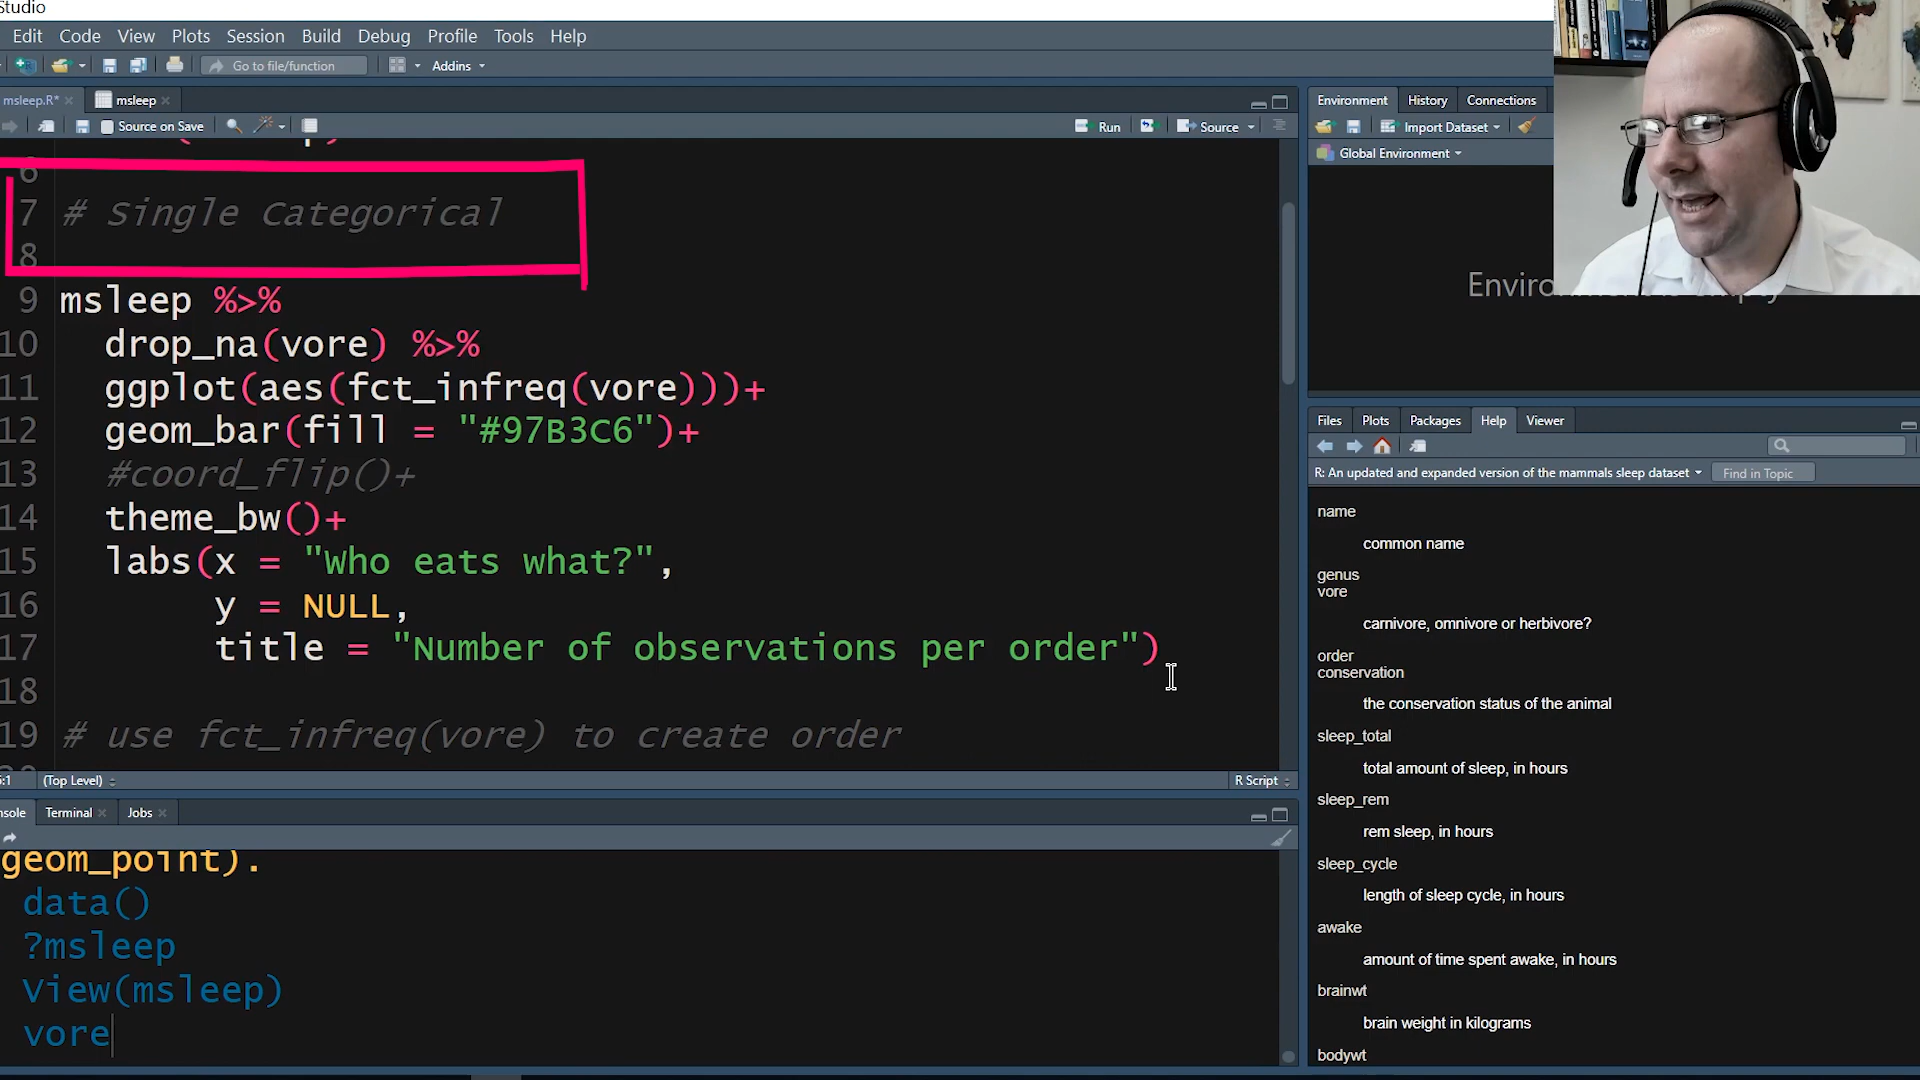 Studio
Edit Code View Plots Session Build Debug Profile Tools Help
Go to file/function Addins
msleep.R* msleep
Source on Save Run Source
6
7 # Single Categorical
8
9 msleep %>%
10 drop_na(vore) %>%
11 ggplot(aes(fct_infreq(vore)))+
12 geom_bar(fill = "#97B3C6")+
13 #coord_flip()+
14 theme_bw()+
15 labs(x = "Who eats what?",
16 y = NULL,
17 title = "Number of observations per order")
18
19 # use fct_infreq(vore) to create order
:1 (Top Level) R Script
nsole Terminal Jobs
geom_point).
data()
?msleep
View(msleep)
vore
Environment History Connections
Import Dataset
Global Environment
Files Plots Packages Help Viewer
R: An updated and expanded version of the mammals sleep dataset Find in Topic
name
common name
genus
vore
carnivore, omnivore or herbivore?
order
conservation
the conservation status of the animal
sleep_total
total amount of sleep, in hours
sleep_rem
rem sleep, in hours
sleep_cycle
length of sleep cycle, in hours
awake
amount of time spent awake, in hours
brainwt
brain weight in kilograms
bodywt